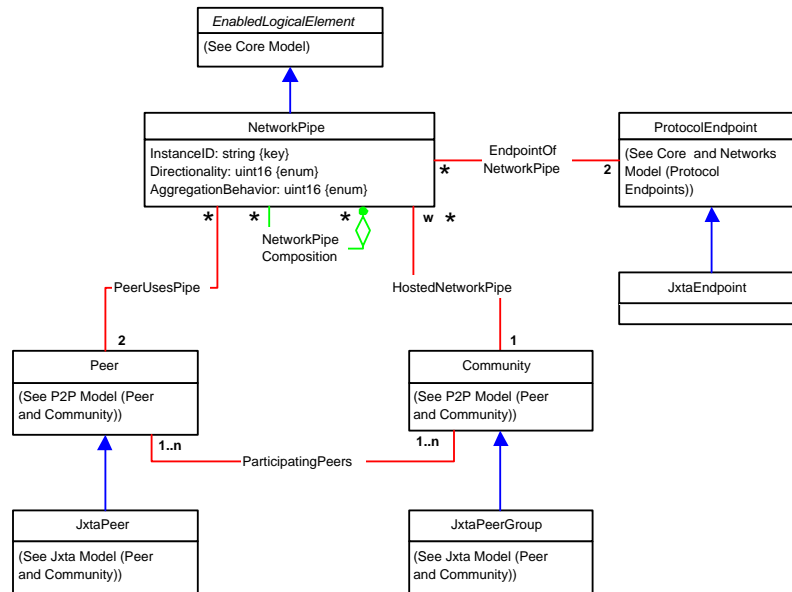 EnabledLogicalElement
(See Core Model)
NetworkPipe
InstanceID: string {key}
Directionality: uint16 {enum}
AggregationBehavior: uint16 {enum}
ProtocolEndpoint
(See Core and Networks
Model (Protocol
Endpoints))
EndpointOf
NetworkPipe
*
2
*
*
*
w
*
NetworkPipe
Composition
JxtaEndpoint
PeerUsesPipe
HostedNetworkPipe
2
1
Peer
(See P2P Model (Peer
and Community))
Community
(See P2P Model (Peer
and Community))
1..n
1..n
ParticipatingPeers
JxtaPeer
(See Jxta Model (Peer
and Community))
JxtaPeerGroup
(See Jxta Model (Peer
and Community))